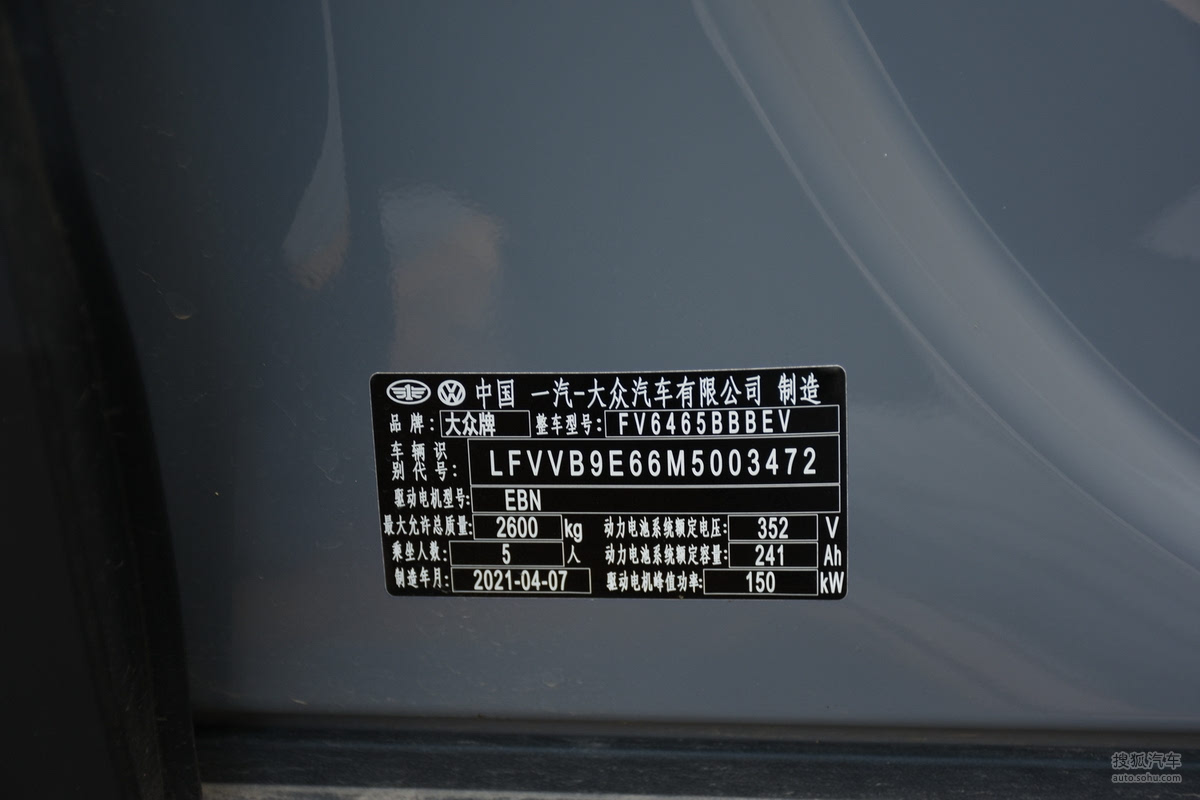 中国 一汽-大众汽车有限公司 制造
品牌: 大众牌 整车型号: FV6465BBBEV
车辆识别代号: LFVVB9E66M5003472
驱动电机型号: EBN
最大允许总质量: 2600 kg 动力电池系统额定电压: 352 V
乘坐人数: 5 人 动力电池系统额定容量: 241 Ah
制造年月: 2021-04-07 驱动电机峰值功率: 150 kW
搜狐汽车
auto.sohu.com